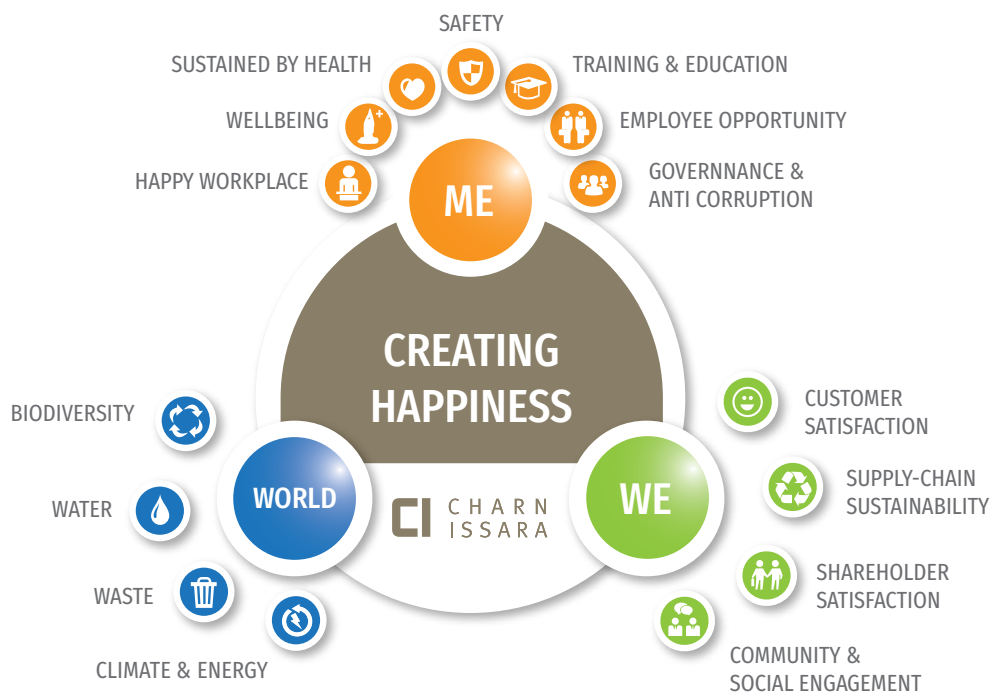 SAFETY
SUSTAINED BY HEALTH
TRAINING & EDUCATION
WELLBEING
EMPLOYEE OPPORTUNITY
HAPPY WORKPLACE
GOVERNNANCE &
ANTI CORRUPTION
ME
CREATING
HAPPINESS
BIODIVERSITY
WATER
WASTE
CLIMATE & ENERGY
WORLD
CI
CHARN
ISSARA
WE
CUSTOMER
SATISFACTION
SUPPLY-CHAIN
SUSTAINABILITY
SHAREHOLDER
SATISFACTION
COMMUNITY &
SOCIAL ENGAGEMENT